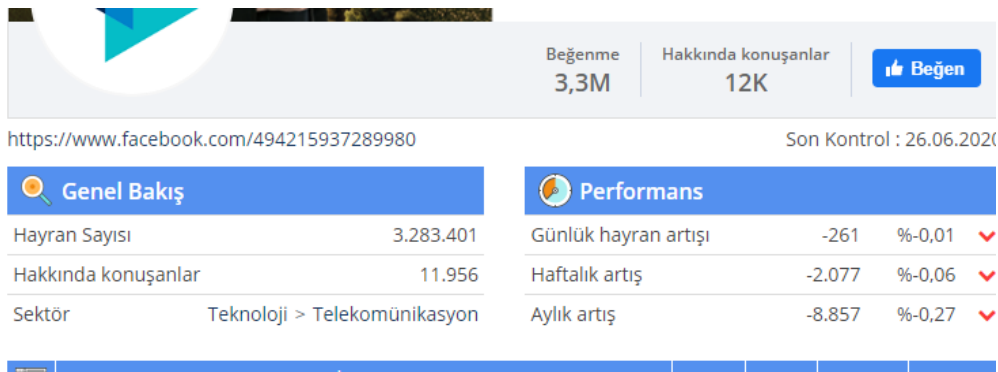 Beğenme
3,3M
Hakkında konuşanlar
12K
Beğen
https://www.facebook.com/494215937289980
Son Kontrol : 26.06.2020
Genel Bakış
Hayran Sayısı 3.283.401
Hakkında konuşanlar 11.956
Sektör Teknoloji > Telekomünikasyon
Performans
Günlük hayran artışı -261 %-0,01
Haftalık artış -2.077 %-0,06
Aylık artış -8.857 %-0,27